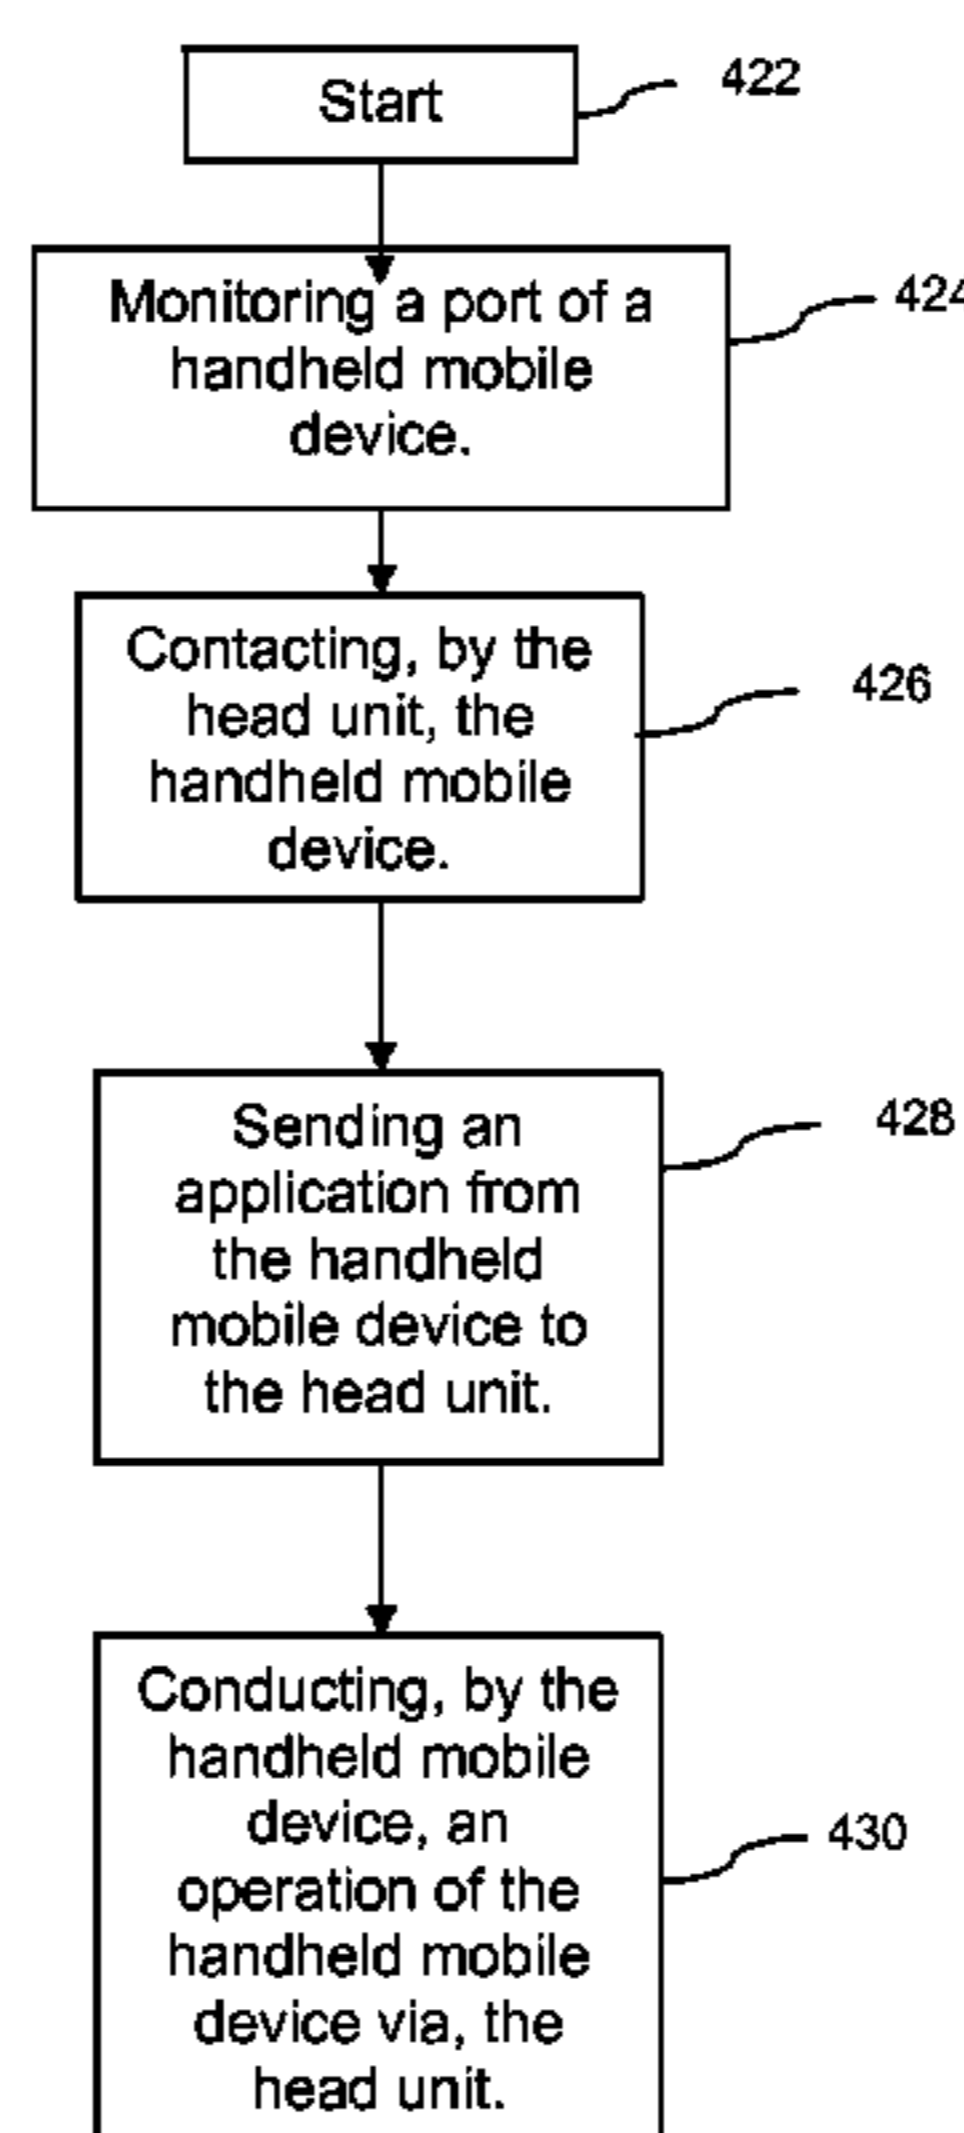 Start
422
Monitoring a port of a
handheld mobile
device.
424
Contacting, by the
head unit, the
handheld mobile
device.
426
Sending an
application from
the handheld
mobile device to
the head unit.
428
Conducting, by the
handheld mobile
device, an
operation of the
handheld mobile
device via, the
head unit.
430